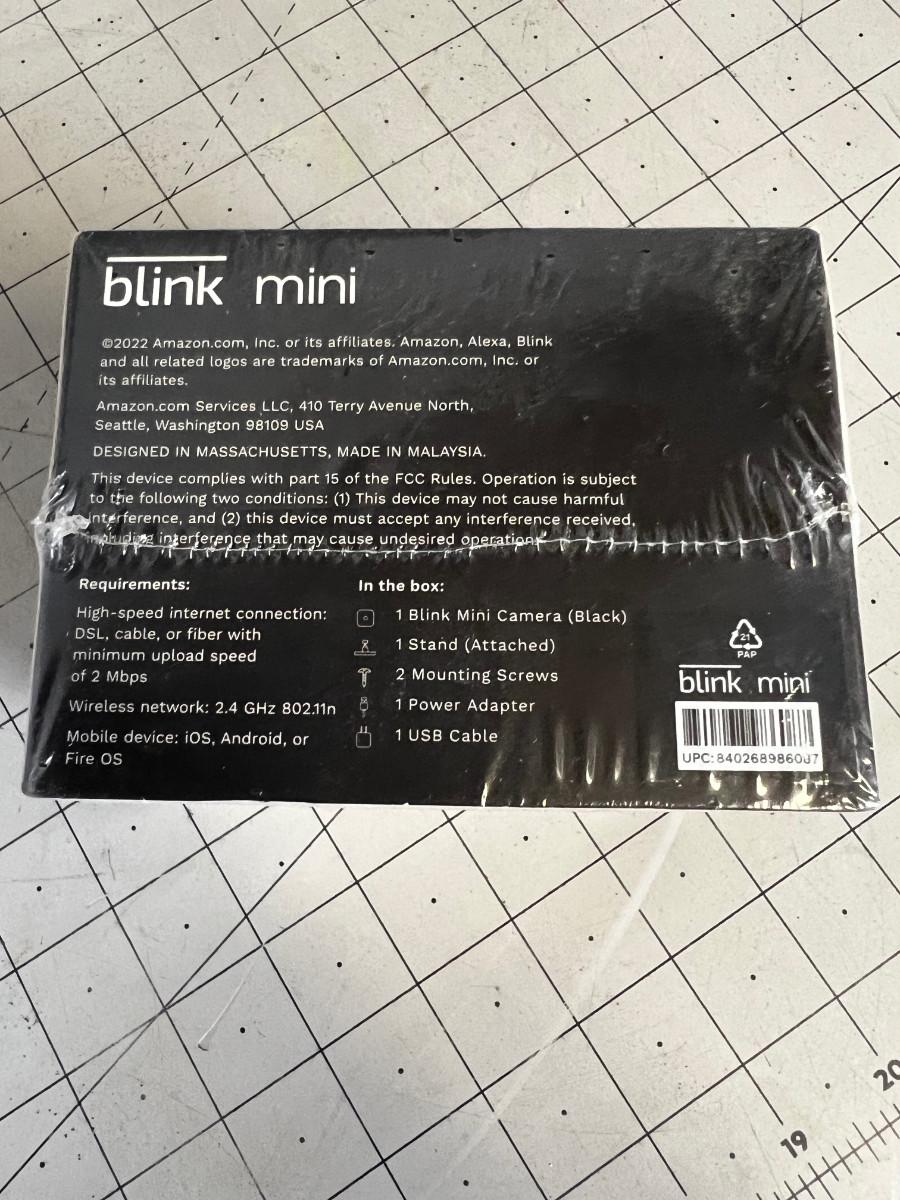 blink mini
©2022 Amazon.com, Inc. or its affiliates. Amazon, Alexa, Blink
and all related logos are trademarks of Amazon.com, Inc. or
its affiliates.
Amazon.com Services LLC, 410 Terry Avenue North,
Seattle, Washington 98109 USA
DESIGNED IN MASSACHUSETTS, MADE IN MALAYSIA.
This device complies with part 15 of the FCC Rules. Operation is subject
to the following two conditions: (1) This device may not cause harmful
interference, and (2) this device must accept any interference received,
including interference that may cause undesired operation.
Requirements:
High-speed internet connection:
DSL, cable, or fiber with
minimum upload speed
of 2 Mbps
Wireless network: 2.4 GHz 802.11n
Mobile device: iOS, Android, or
Fire OS
In the box:
1 Blink Mini Camera (Black)
1 Stand (Attached)
2 Mounting Screws
1 Power Adapter
1 USB Cable
21
PAP
blink mini
UPC:
19
20